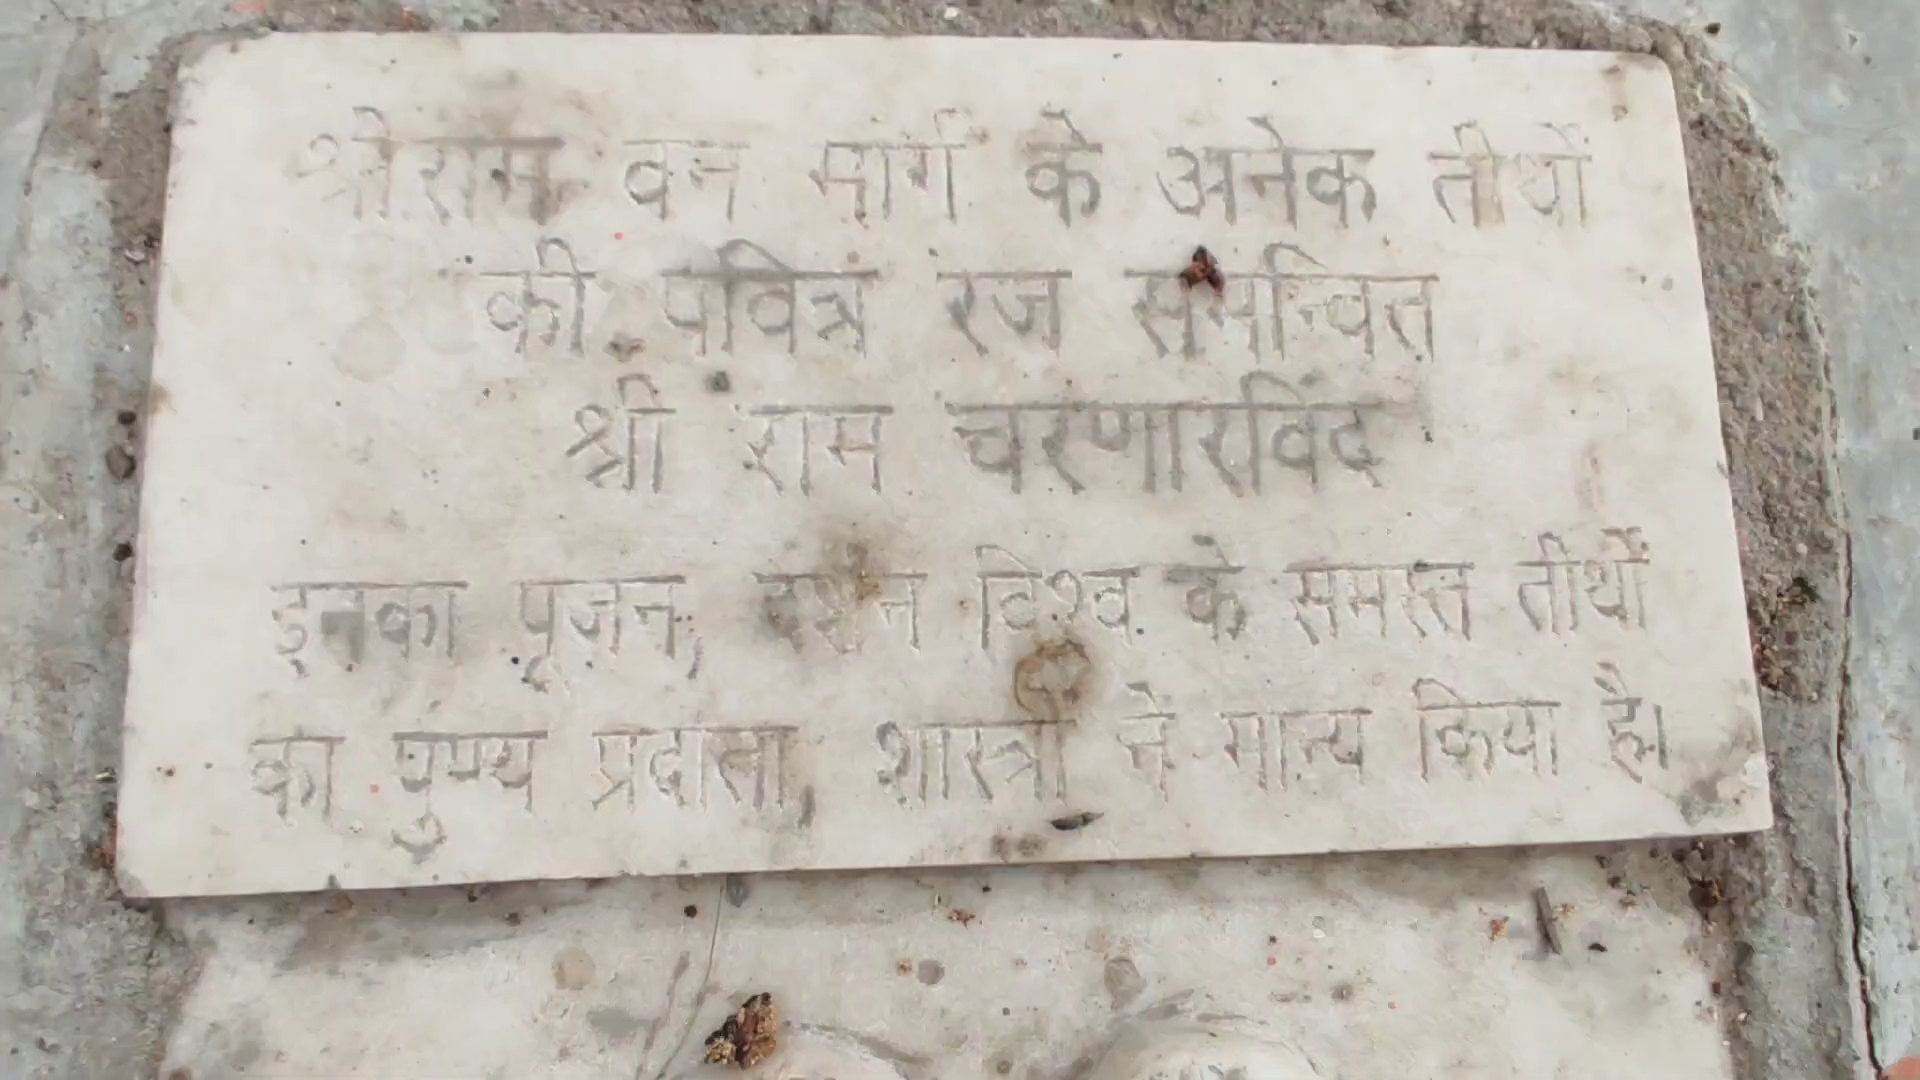 श्रीराम वन मार्ग के अनेक तीर्थों
की पवित्र रज समन्वित
श्री राम चरणारविंद
इनका पूजन, दर्शन विश्व के समस्त तीर्थों
का पुण्य प्रदाता, शास्त्रों ने मान्य किया है।